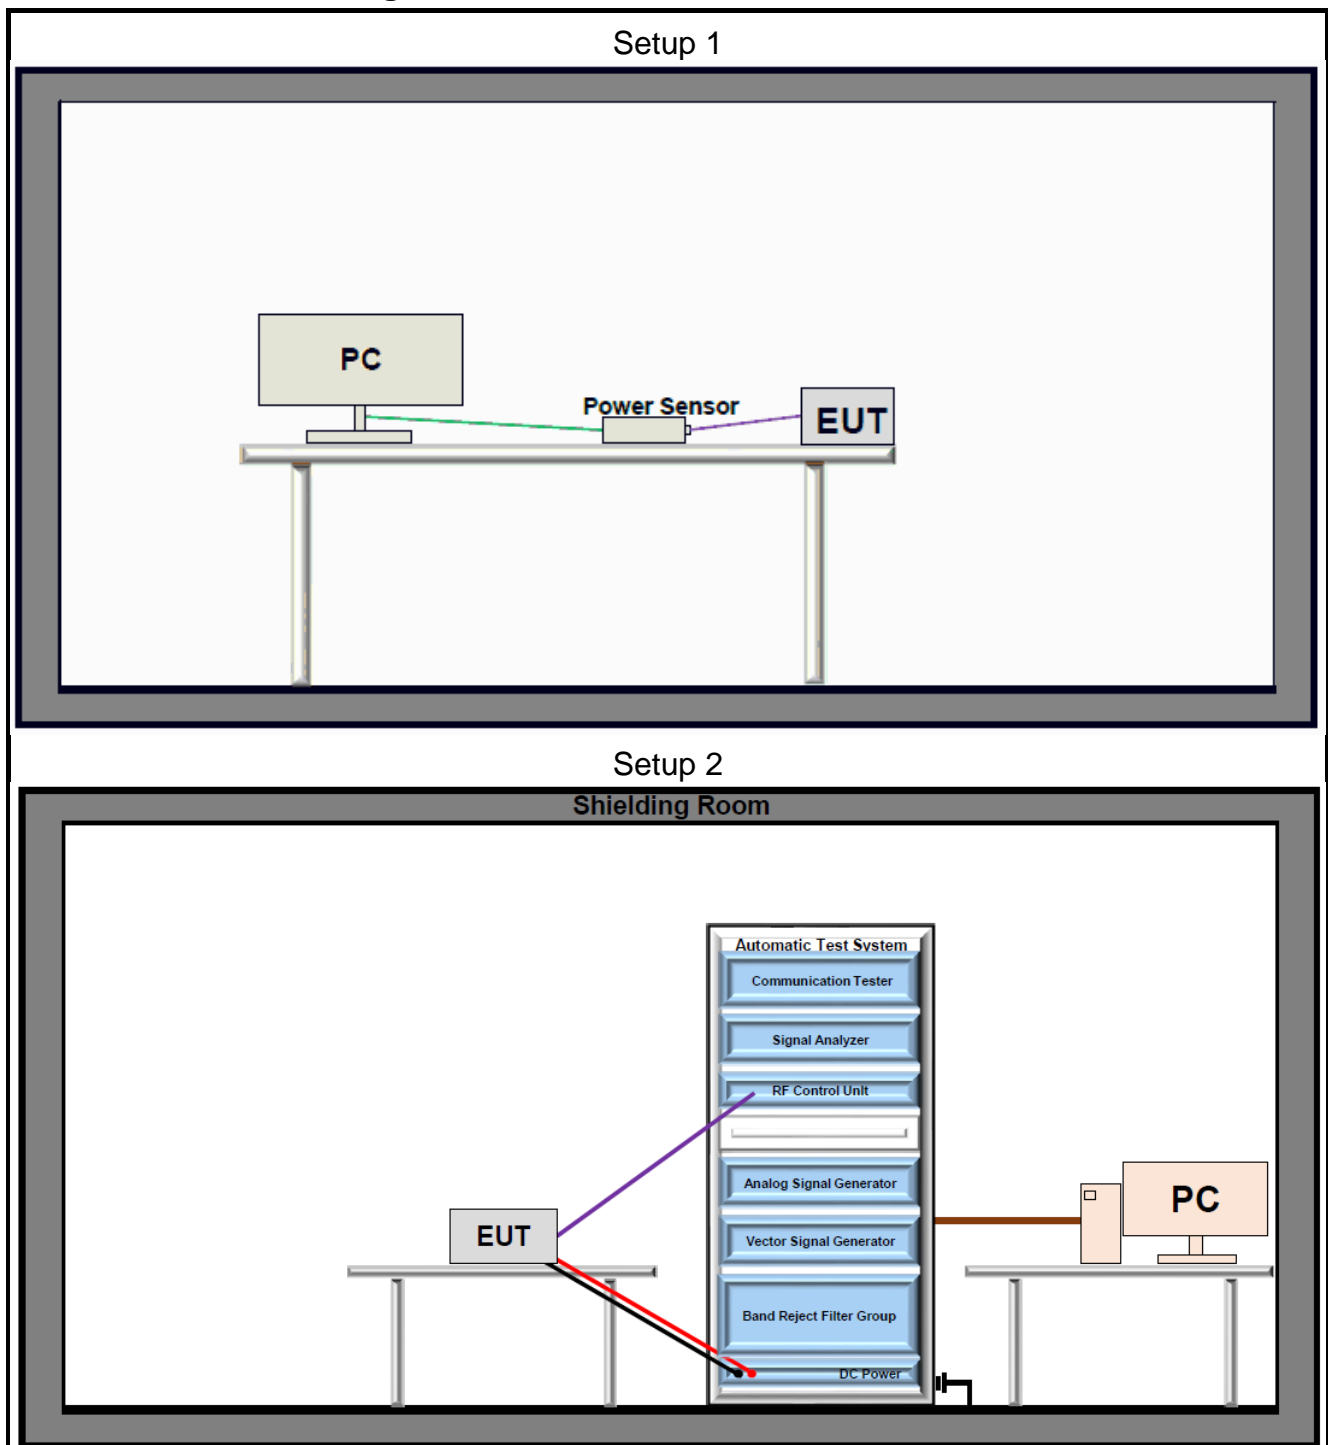 Setup 1
PC
Power Sensor
EUT
Setup 2
Shielding Room
Automatic Test System
Communication Tester
Signal Analyzer
RF Control Unit
Analog Signal Generator
PC
EUT
Vector Signal Generator
Band Reject Filter Group
DC Power